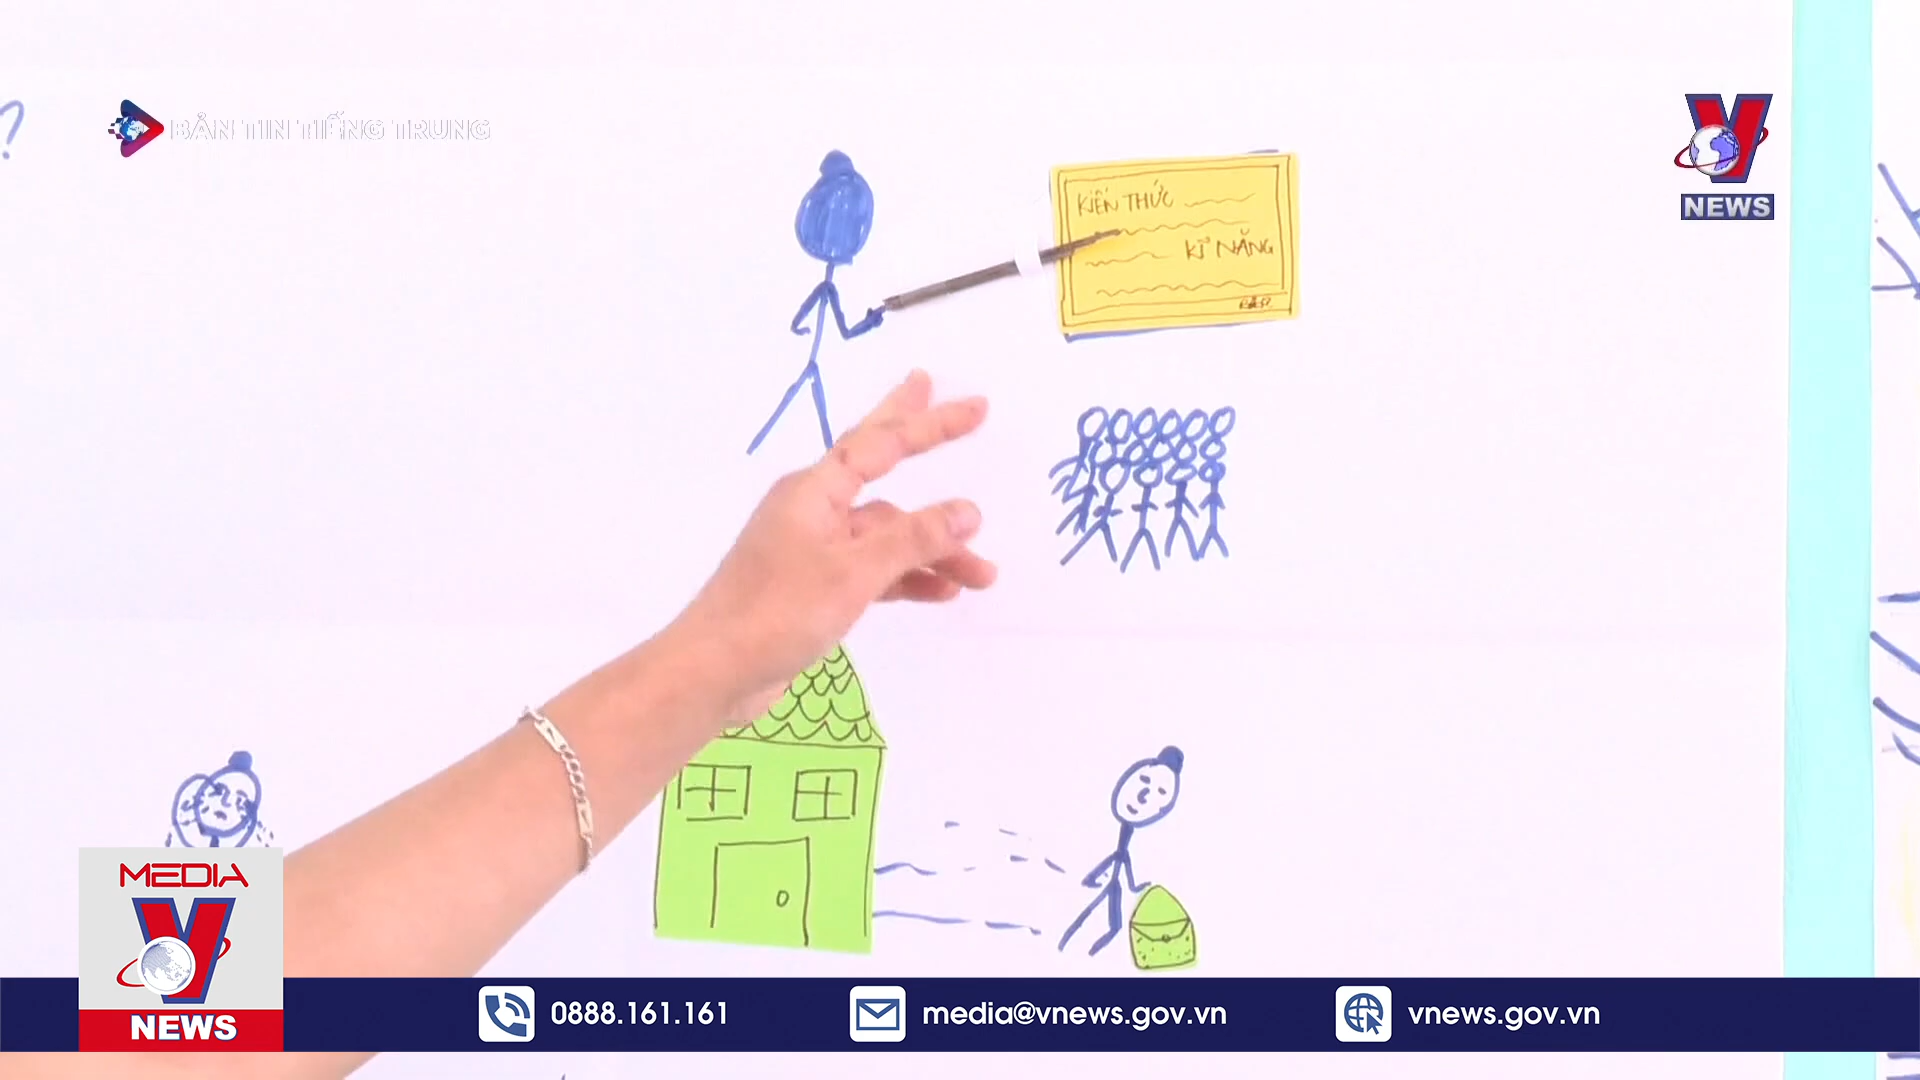 ?
BẢN TIN TIẾNG TRUNG
V
NEWS
KIẾN THỨC
KĨ NĂNG
MEDIA
V
NEWS
0888.161.161
media@vnews.gov.vn
vnews.gov.vn